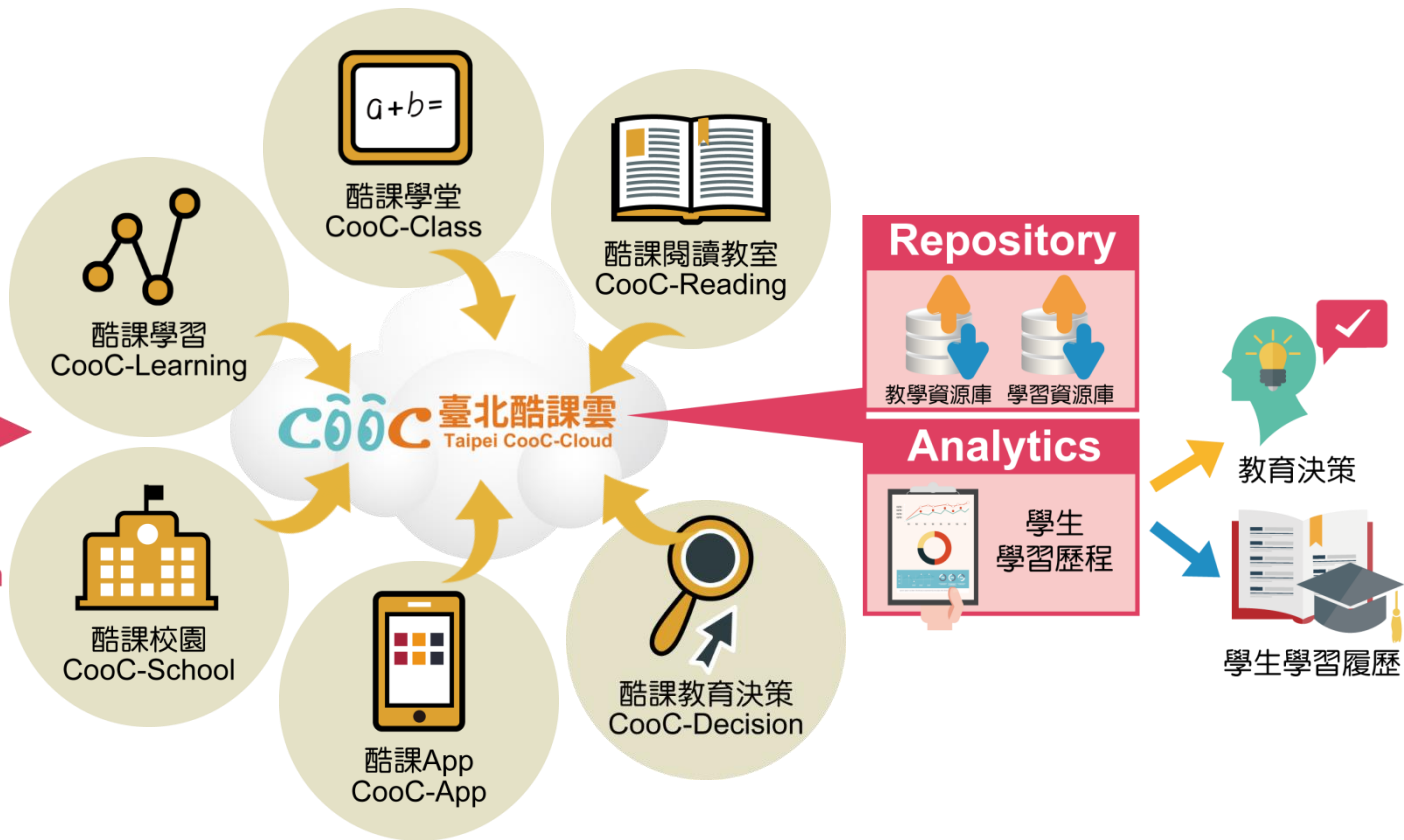 a+b=
酷課學堂
CooC-Class
酷課閱讀教室
CooC-Reading
酷課學習
CooC-Learning
COOC
臺北酷課雲
Taipei CooC-Cloud
酷課校園
CooC-School
酷課App
CooC-App
酷課教育決策
CooC-Decision
Repository
教學資源庫
學習資源庫
Analytics
學生
學習歷程
教育決策
學生學習履歷